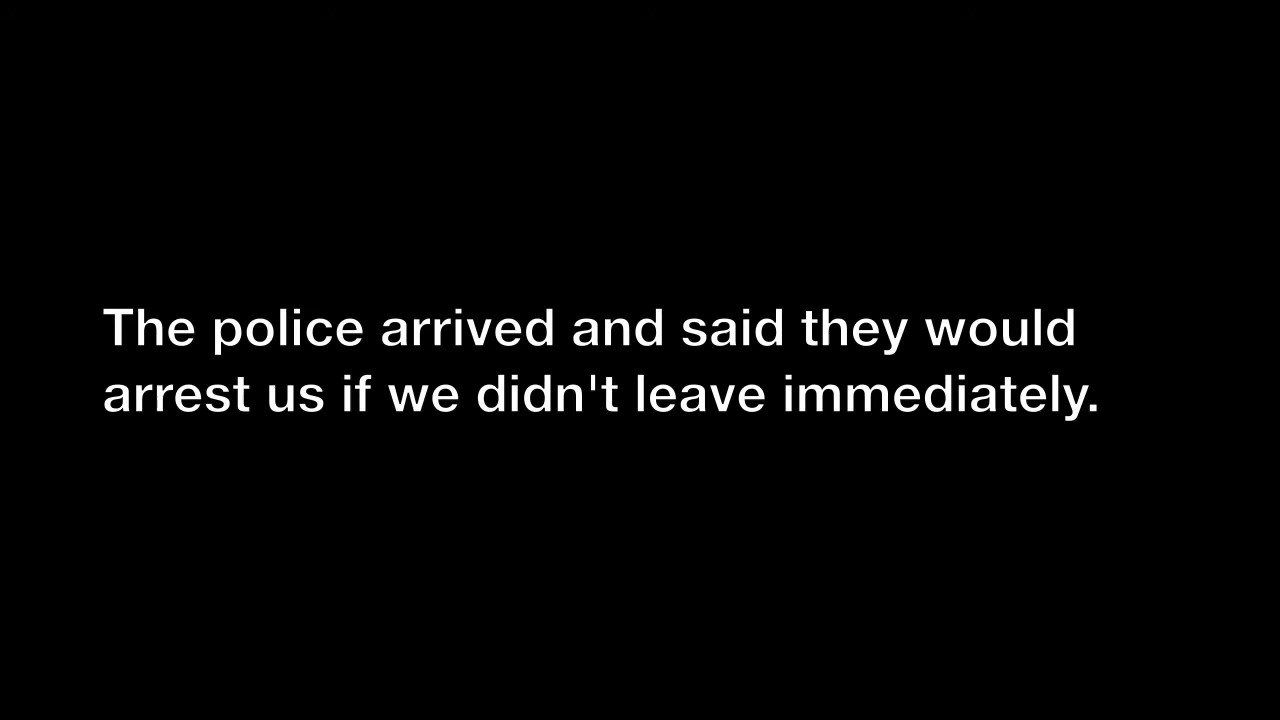 The police arrived and said they would
arrest us if we didn't leave immediately.